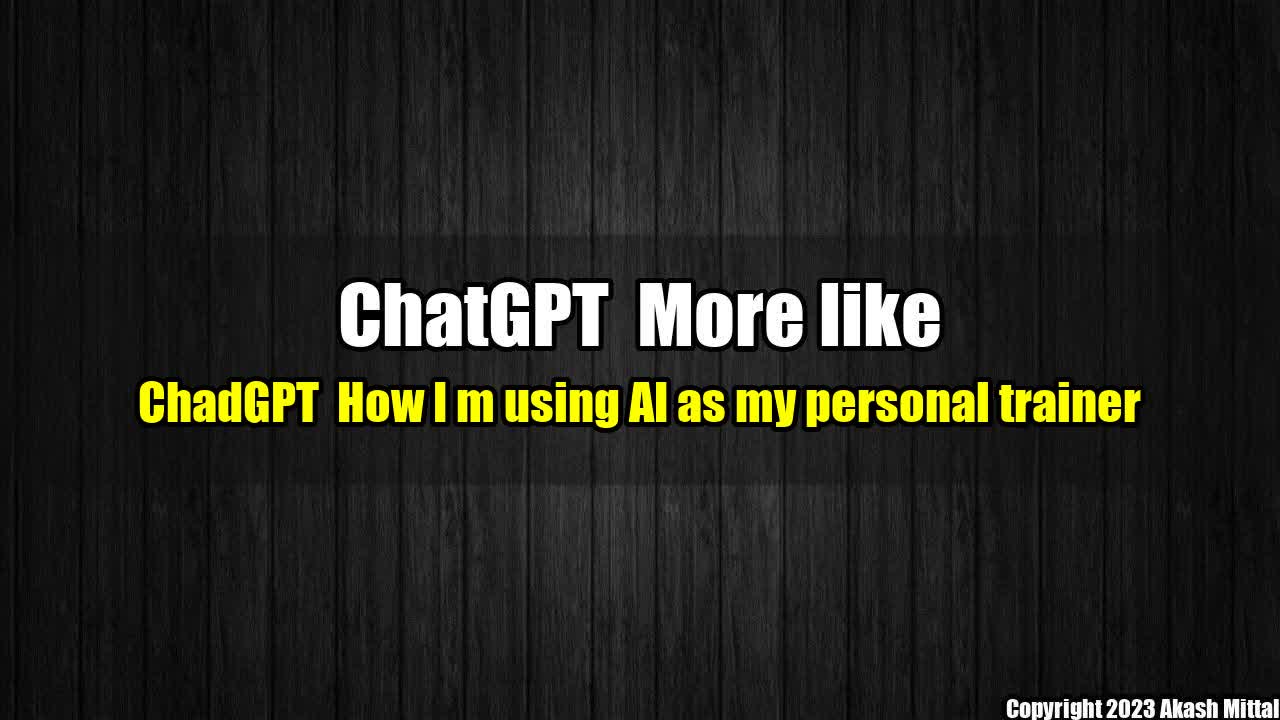 ChatGPT More like
ChadGPT How I m using AI as my personal trainer
Copyright 2023 Akash Mittal